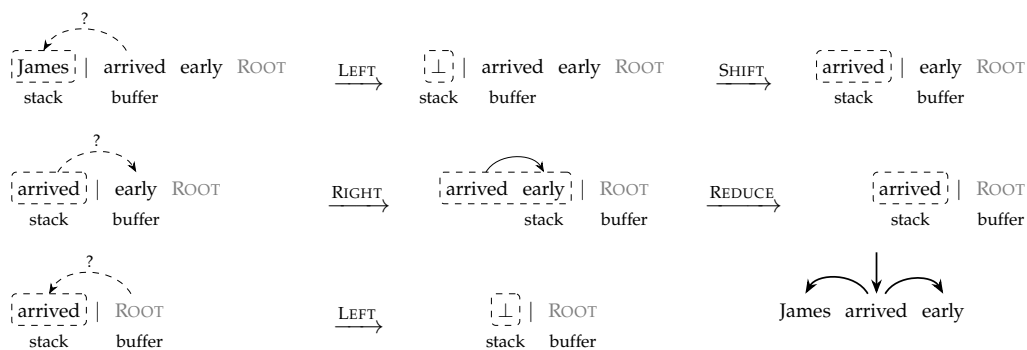 ?
James | arrived early ROOT LEFT ⊥ | arrived early ROOT SHIFT arrived | early ROOT
stack buffer stack buffer stack buffer
?
arrived | early ROOT RIGHT arrived early | ROOT REDUCE arrived | ROOT
stack buffer stack buffer stack buffer
?
arrived | ROOT LEFT ⊥ | ROOT James arrived early
stack buffer stack buffer